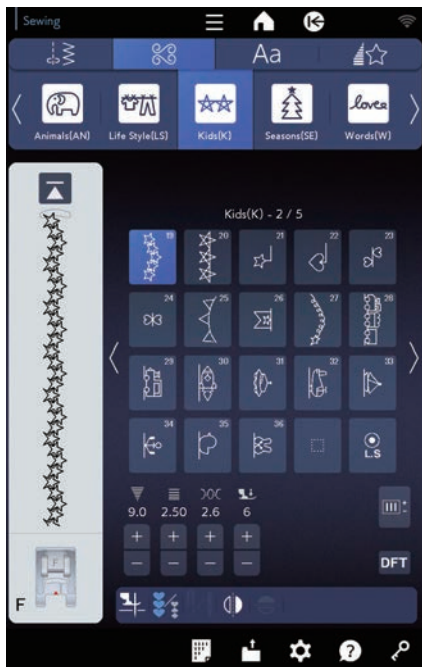 Sewing
Aa
Animals(AN) Life Style(LS) Kids(K) Seasons(SE) Words(W)
Kids(K) - 2 / 5
19 20 21 22 23
24 25 26 27 28
29 30 31 32 33
34 35 36 L.S
9.0 2.50 2.6 6
+ + + +
- - - -
DFT
F
?